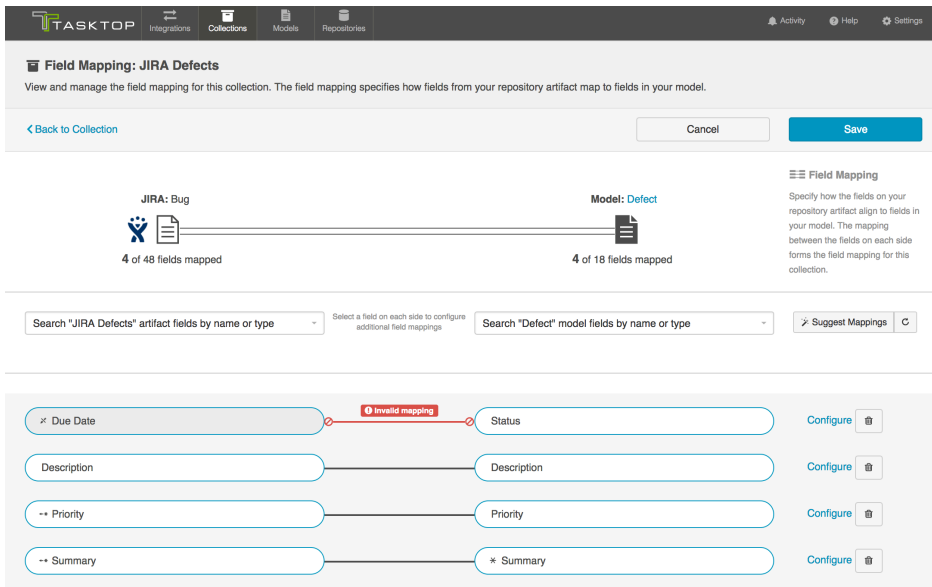 TASKTOP
Integrations
Collections
Models
Repositories
Activity
Help
Settings
Field Mapping: JIRA Defects
View and manage the field mapping for this collection. The field mapping specifies how fields from your repository artifact map to fields in your model.
Back to Collection
Cancel
Save
JIRA: Bug
4 of 48 fields mapped
Model: Defect
4 of 18 fields mapped
Field Mapping
Specify how the fields on your
repository artifact align to fields in
your model. The mapping
between the fields on each side
forms the field mapping for this
collection.
Search "JIRA Defects" artifact fields by name or type
Select a field on each side to configure
additional field mappings
Search "Defect" model fields by name or type
Suggest Mappings
Due Date
Invalid mapping
Status
Configure
Description
Description
Configure
Priority
Priority
Configure
Summary
* Summary
Configure